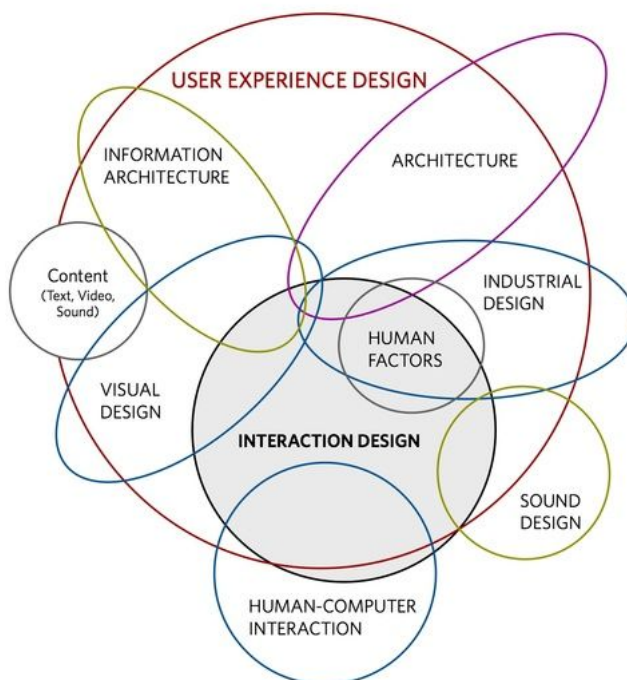 USER EXPERIENCE DESIGN
INFORMATION
ARCHITECTURE
ARCHITECTURE
Content
(Text, Video,
Sound)
INDUSTRIAL
DESIGN
HUMAN
FACTORS
VISUAL
DESIGN
INTERACTION DESIGN
SOUND
DESIGN
HUMAN-COMPUTER
INTERACTION